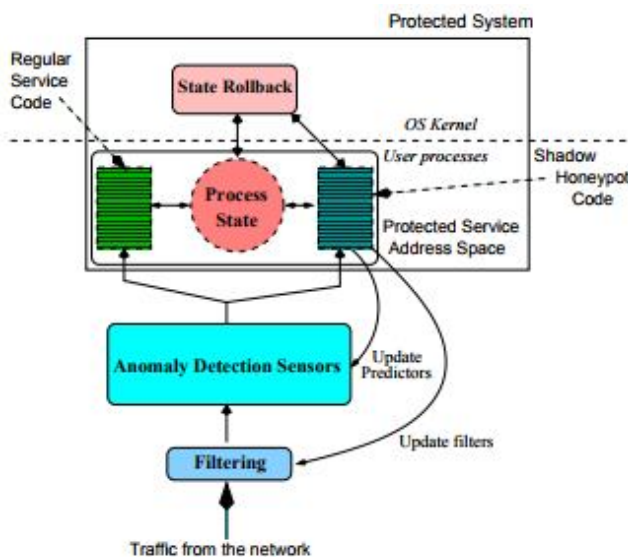 Protected System
Regular
Service
Code
State Rollback
OS Kernel
User processes
Shadow
Honeypot
Code
Process
State
Protected Service
Address Space
Anomaly Detection Sensors
Update
Predictors
Update filters
Filtering
Traffic from the network